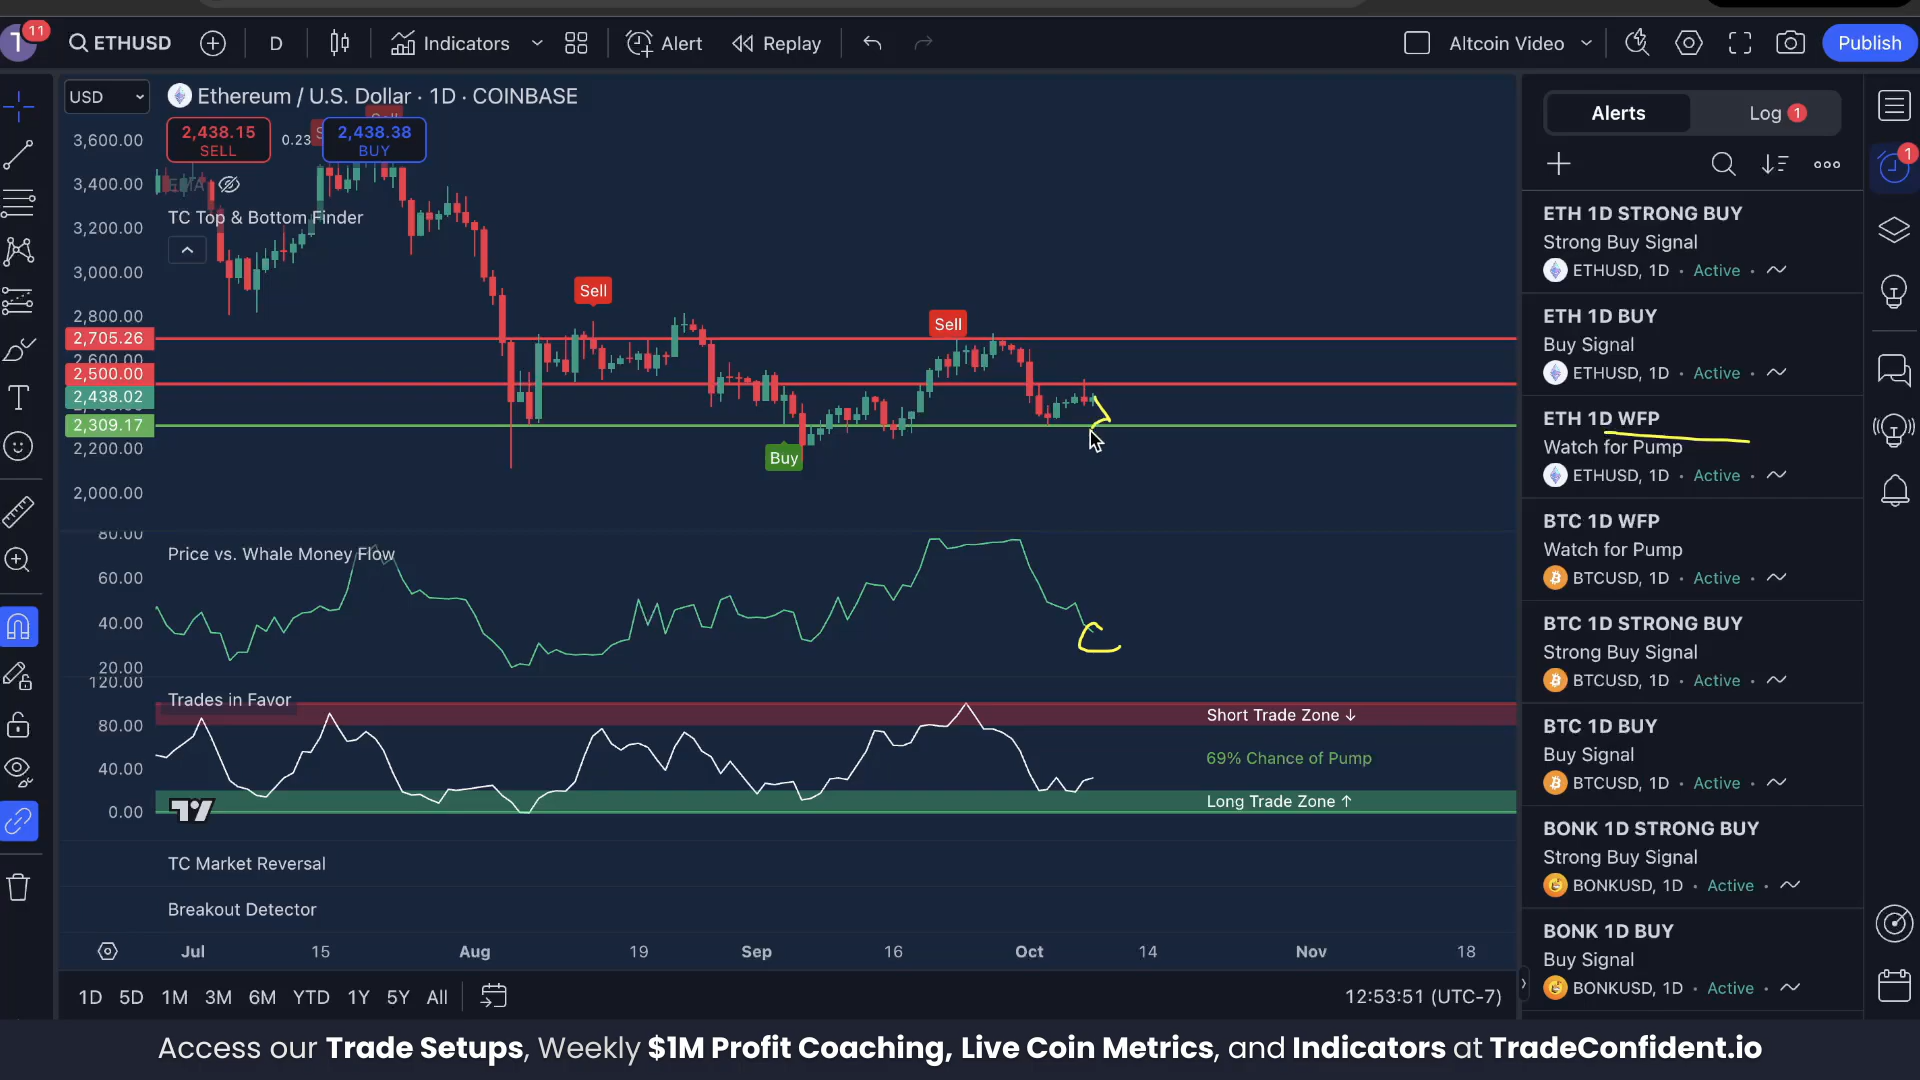 11
ETHUSD
D
Indicators
Alert
Replay
Altcoin Video
Publish
USD
Ethereum / U.S. Dollar · 1D · COINBASE
2,438.15
SELL
0.23
2,438.38
BUY
EMA
TC Top & Bottom Finder
3,600.00
3,400.00
3,200.00
3,000.00
2,800.00
2,705.26
2,600.00
2,500.00
2,438.02
2,309.17
2,200.00
2,000.00
Sell
Sell
Buy
80.00
60.00
40.00
20.00
Price vs. Whale Money Flow
120.00
80.00
40.00
0.00
Trades in Favor
Short Trade Zone ↓
69% Chance of Pump
Long Trade Zone ↑
TC Market Reversal
Breakout Detector
Jul 15 Aug 19 Sep 16 Oct 14 Nov 18
1D 5D 1M 3M 6M YTD 1Y 5Y All
12:53:51 (UTC-7)
Alerts
Log 1
1
ETH 1D STRONG BUY
Strong Buy Signal
ETHUSD, 1D · Active ·
ETH 1D BUY
Buy Signal
ETHUSD, 1D · Active ·
ETH 1D WFP
Watch for Pump
ETHUSD, 1D · Active ·
BTC 1D WFP
Watch for Pump
BTCUSD, 1D · Active ·
BTC 1D STRONG BUY
Strong Buy Signal
BTCUSD, 1D · Active ·
BTC 1D BUY
Buy Signal
BTCUSD, 1D · Active ·
BONK 1D STRONG BUY
Strong Buy Signal
BONKUSD, 1D · Active ·
BONK 1D BUY
Buy Signal
BONKUSD, 1D · Active ·
Access our Trade Setups, Weekly $1M Profit Coaching, Live Coin Metrics, and Indicators at TradeConfident.io